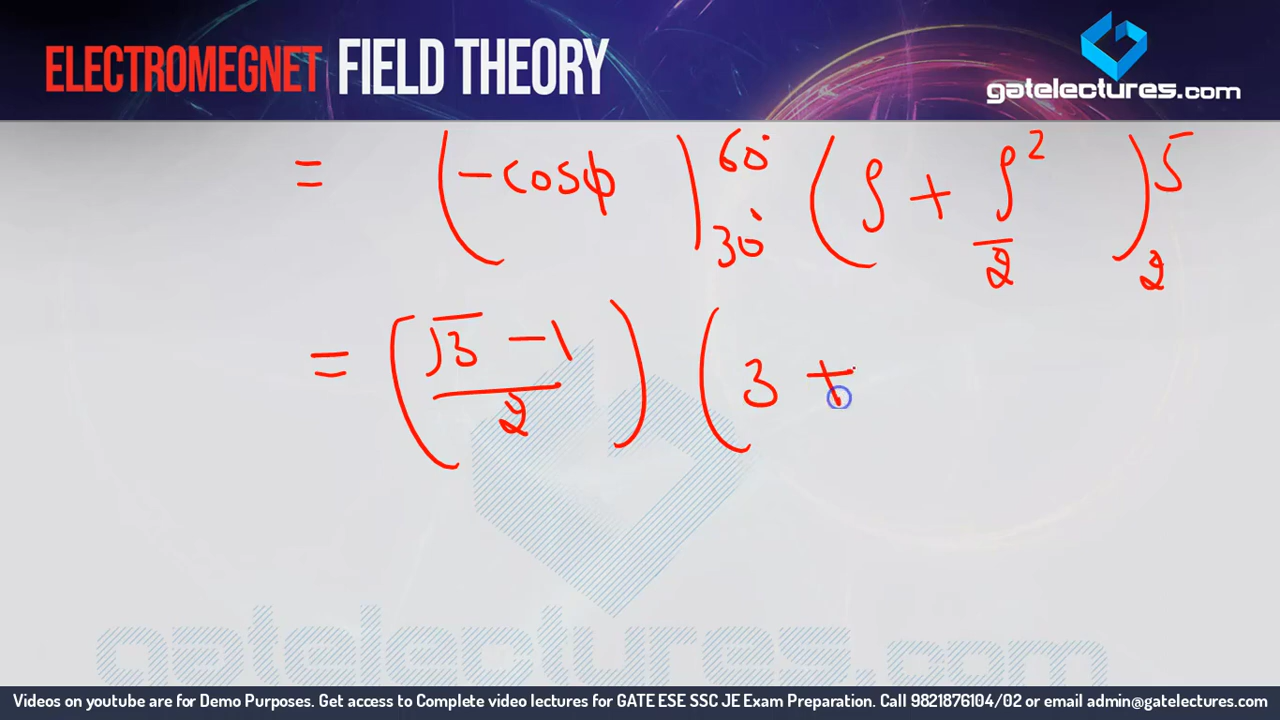 ELECTROMEGNET FIELD THEORY
gatelectures.com
= (-cosφ)|60° 30° (ρ + ρ²/2) 5 2
= (√3 - 1 / 2) (3 +
gatelectures.com
Videos on youtube are for Demo Purposes. Get access to Complete video lectures for GATE ESE SSC JE Exam Preparation. Call 9821876104/02 or email admin@gatelectures.com